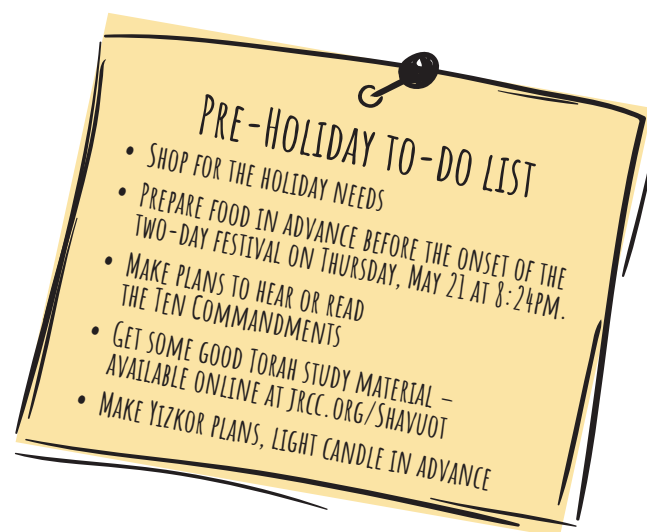 Pre-Holiday to-do list
• Shop for the holiday needs
• Prepare food in advance before the onset of the
two-day festival on Thursday, May 21 at 8:24pm.
• Make plans to hear or read
the Ten Commandments
• Get some good Torah study material –
available online at jrcc.org/Shavuot
• Make Yizkor plans, light candle in advance